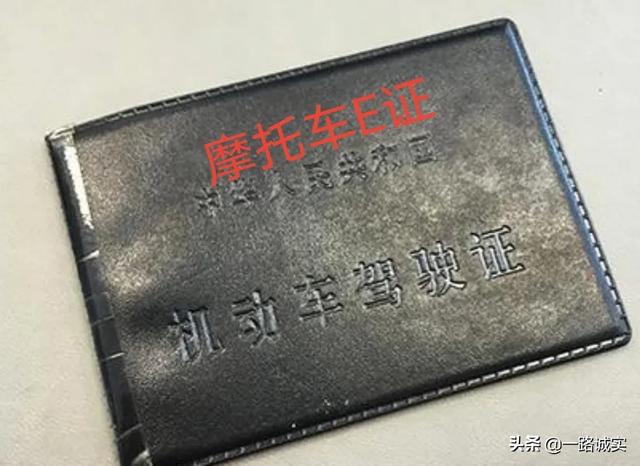 摩托车E证
中华人民共和国
机动车驾驶证
头条 @一路诚实